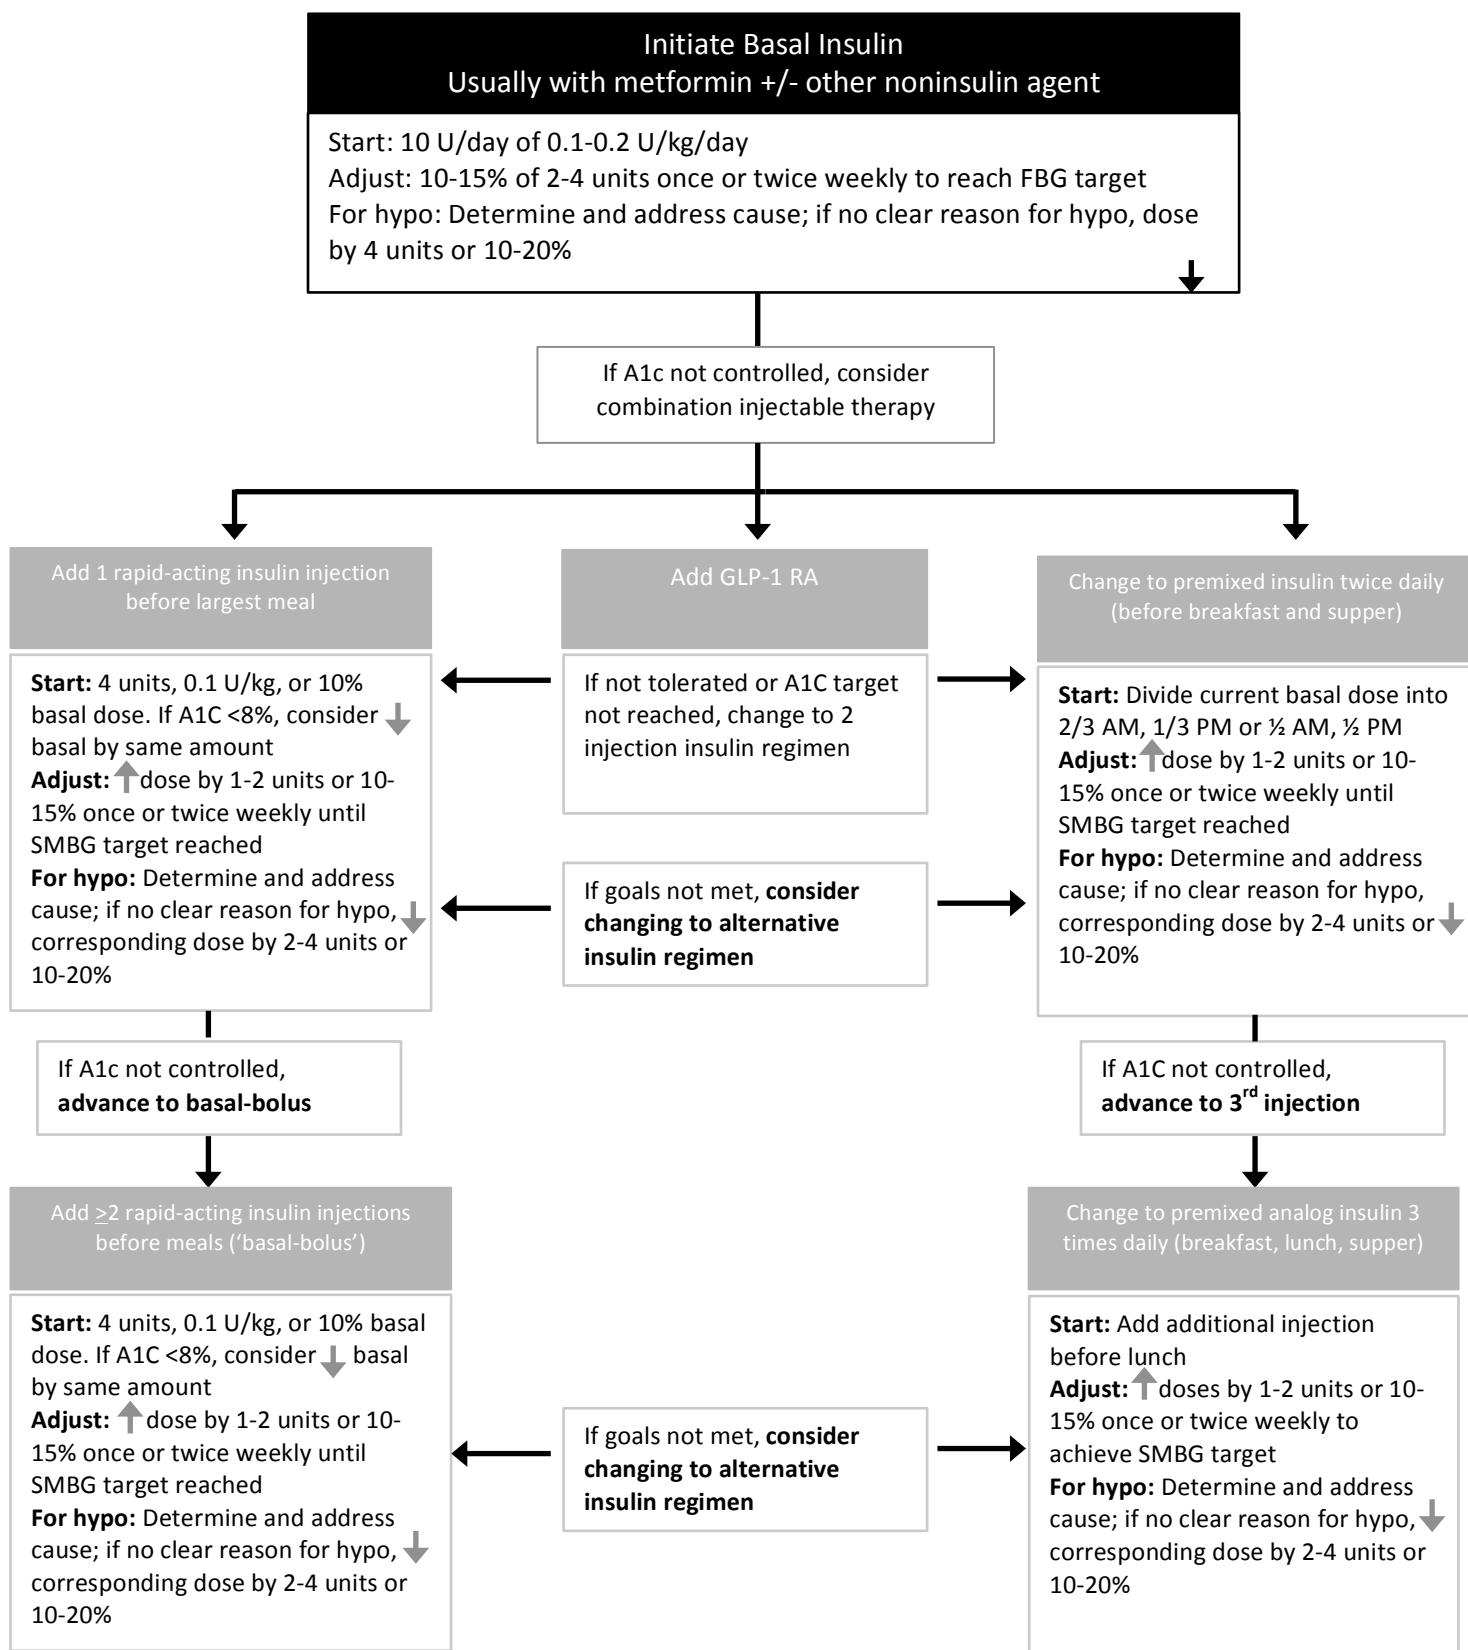 Initiate Basal Insulin
Usually with metformin +/- other noninsulin agent
Start: 10 U/day of 0.1-0.2 U/kg/day
Adjust: 10-15% of 2-4 units once or twice weekly to reach FBG target
For hypo: Determine and address cause; if no clear reason for hypo, dose
by 4 units or 10-20%
If A1c not controlled, consider
combination injectable therapy
Add 1 rapid-acting insulin injection
before largest meal
Start: 4 units, 0.1 U/kg, or 10%
basal dose. If A1C <8%, consider ↓
basal by same amount
Adjust: ↑ dose by 1-2 units or 10-
15% once or twice weekly until
SMBG target reached
For hypo: Determine and address
cause; if no clear reason for hypo, ↓
corresponding dose by 2-4 units or
10-20%
Add GLP-1 RA
If not tolerated or A1C target
not reached, change to 2
injection insulin regimen
If goals not met, consider
changing to alternative
insulin regimen
Change to premixed insulin twice daily
(before breakfast and supper)
Start: Divide current basal dose into
2/3 AM, 1/3 PM or ½ AM, ½ PM
Adjust: ↑ dose by 1-2 units or 10-
15% once or twice weekly until
SMBG target reached
For hypo: Determine and address
cause; if no clear reason for hypo,
corresponding dose by 2-4 units or ↓
10-20%
If A1c not controlled,
advance to basal-bolus
If A1C not controlled,
advance to 3rd injection
Add ≥2 rapid-acting insulin injections
before meals (‘basal-bolus’)
Start: 4 units, 0.1 U/kg, or 10% basal
dose. If A1C <8%, consider ↓ basal
by same amount
Adjust: ↑ dose by 1-2 units or 10-
15% once or twice weekly until
SMBG target reached
For hypo: Determine and address
cause; if no clear reason for hypo, ↓
corresponding dose by 2-4 units or
10-20%
If goals not met, consider
changing to alternative
insulin regimen
Change to premixed analog insulin 3
times daily (breakfast, lunch, supper)
Start: Add additional injection
before lunch
Adjust: ↑ doses by 1-2 units or 10-
15% once or twice weekly to
achieve SMBG target
For hypo: Determine and address
cause; if no clear reason for hypo, ↓
corresponding dose by 2-4 units or
10-20%